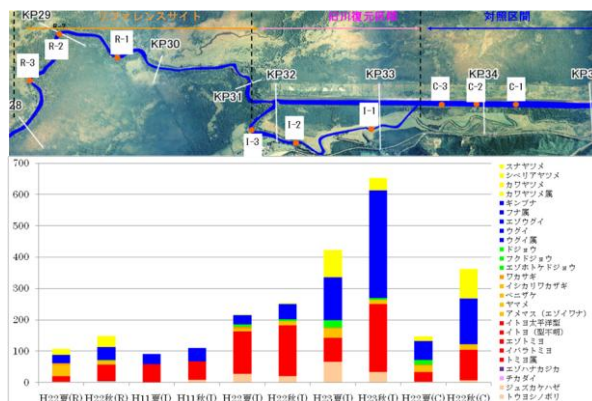 KP29
リファレンスサイト
旧川復元区間
対照区間
R-2
R-1
R-3
KP30
KP31
KP32
KP33
KP34
C-3
C-2
C-1
I-1
I-2
I-3
700
600
500
400
300
200
100
0
H22夏(R)
H22秋(R)
H11夏(I)
H11秋(I)
H22夏(I)
H22秋(I)
H23夏(I)
H23秋(I)
H22夏(C)
H22秋(C)
スナヤツメ
シベリアヤツメ
カワヤツメ
カワヤツメ属
ギンブナ
フナ属
エゾウグイ
ウグイ
ウグイ属
ドジョウ
フクドジョウ
エゾホトケドジョウ
ワカサギ
イシカリワカサギ
ベニザケ
ヤマメ
アメマス(エゾイワナ)
イトヨ太平洋型
イトヨ(型不明)
エゾトミヨ
イバラトミヨ
トミヨ属
エゾハナカジカ
チカダイ
ジュズカケハゼ
トウヨシノボリ